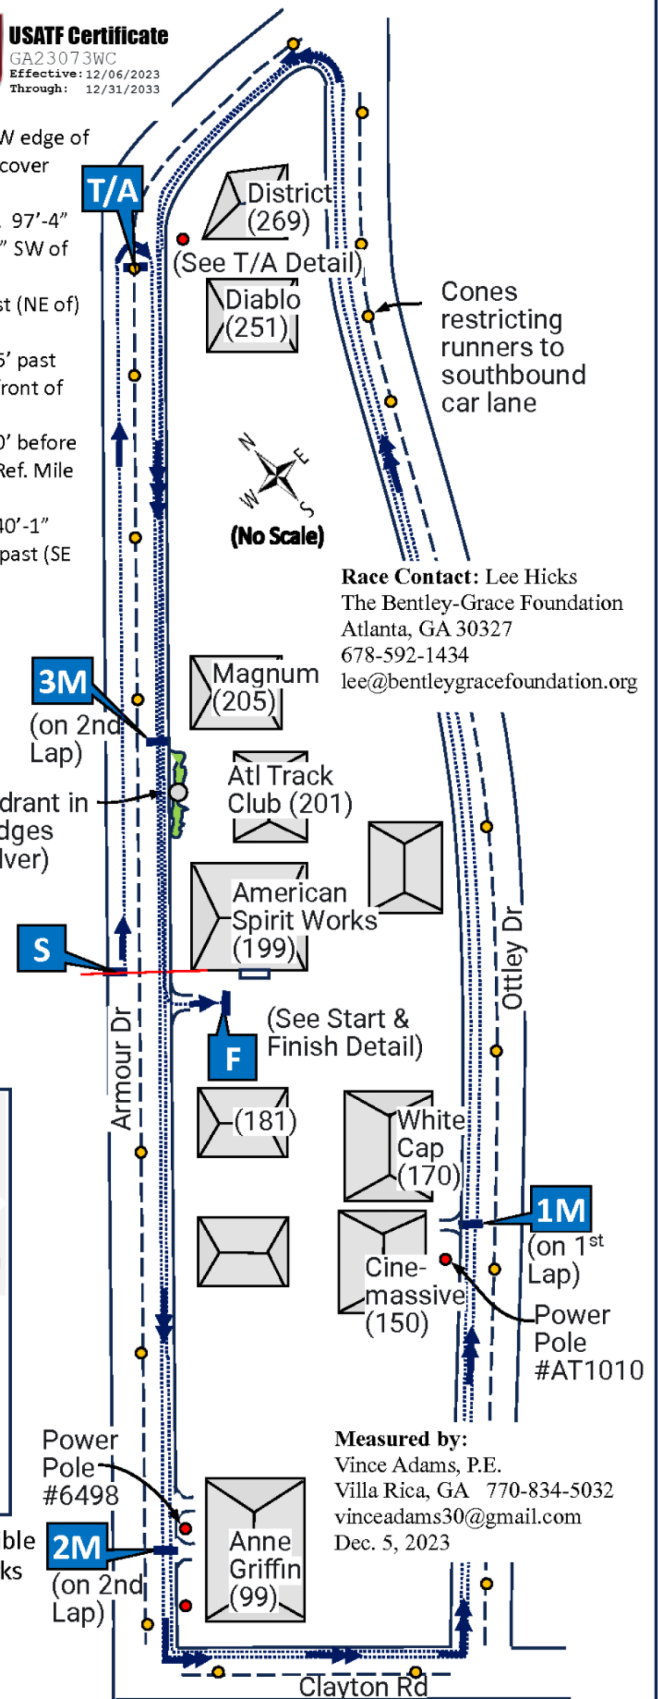 USATF Certificate
GA23073WC
Effective: 12/06/2023
Through: 12/31/2033
W edge of
cover
T/A
97'-4"
" SW of
st (NE of)
5' past
front of
0' before
Ref. Mile
40'-1"
past (SE
District
(269)
(See T/A Detail)
Diablo
(251)
Cones
restricting
runners to
southbound
car lane
N
E
W
S
(No Scale)
Race Contact: Lee Hicks
The Bentley-Grace Foundation
Atlanta, GA 30327
678-592-1434
lee@bentleygracefoundation.org
3M
(on 2nd
Lap)
Magnum
(205)
drant in
dges
lver)
Atl Track
Club (201)
American
Spirit Works
(199)
S
F
(See Start &
Finish Detail)
Armour Dr
Ottley Dr
(181)
White
Cap
(170)
1M
(on 1st
Lap)
Cine-
massive
(150)
Power
Pole
#AT1010
Power
Pole
#6498
Measured by:
Vince Adams, P.E.
Villa Rica, GA 770-834-5032
vinceadams30@gmail.com
Dec. 5, 2023
ible
ks
2M
(on 2nd
Lap)
Anne
Griffin
(99)
Clayton Rd